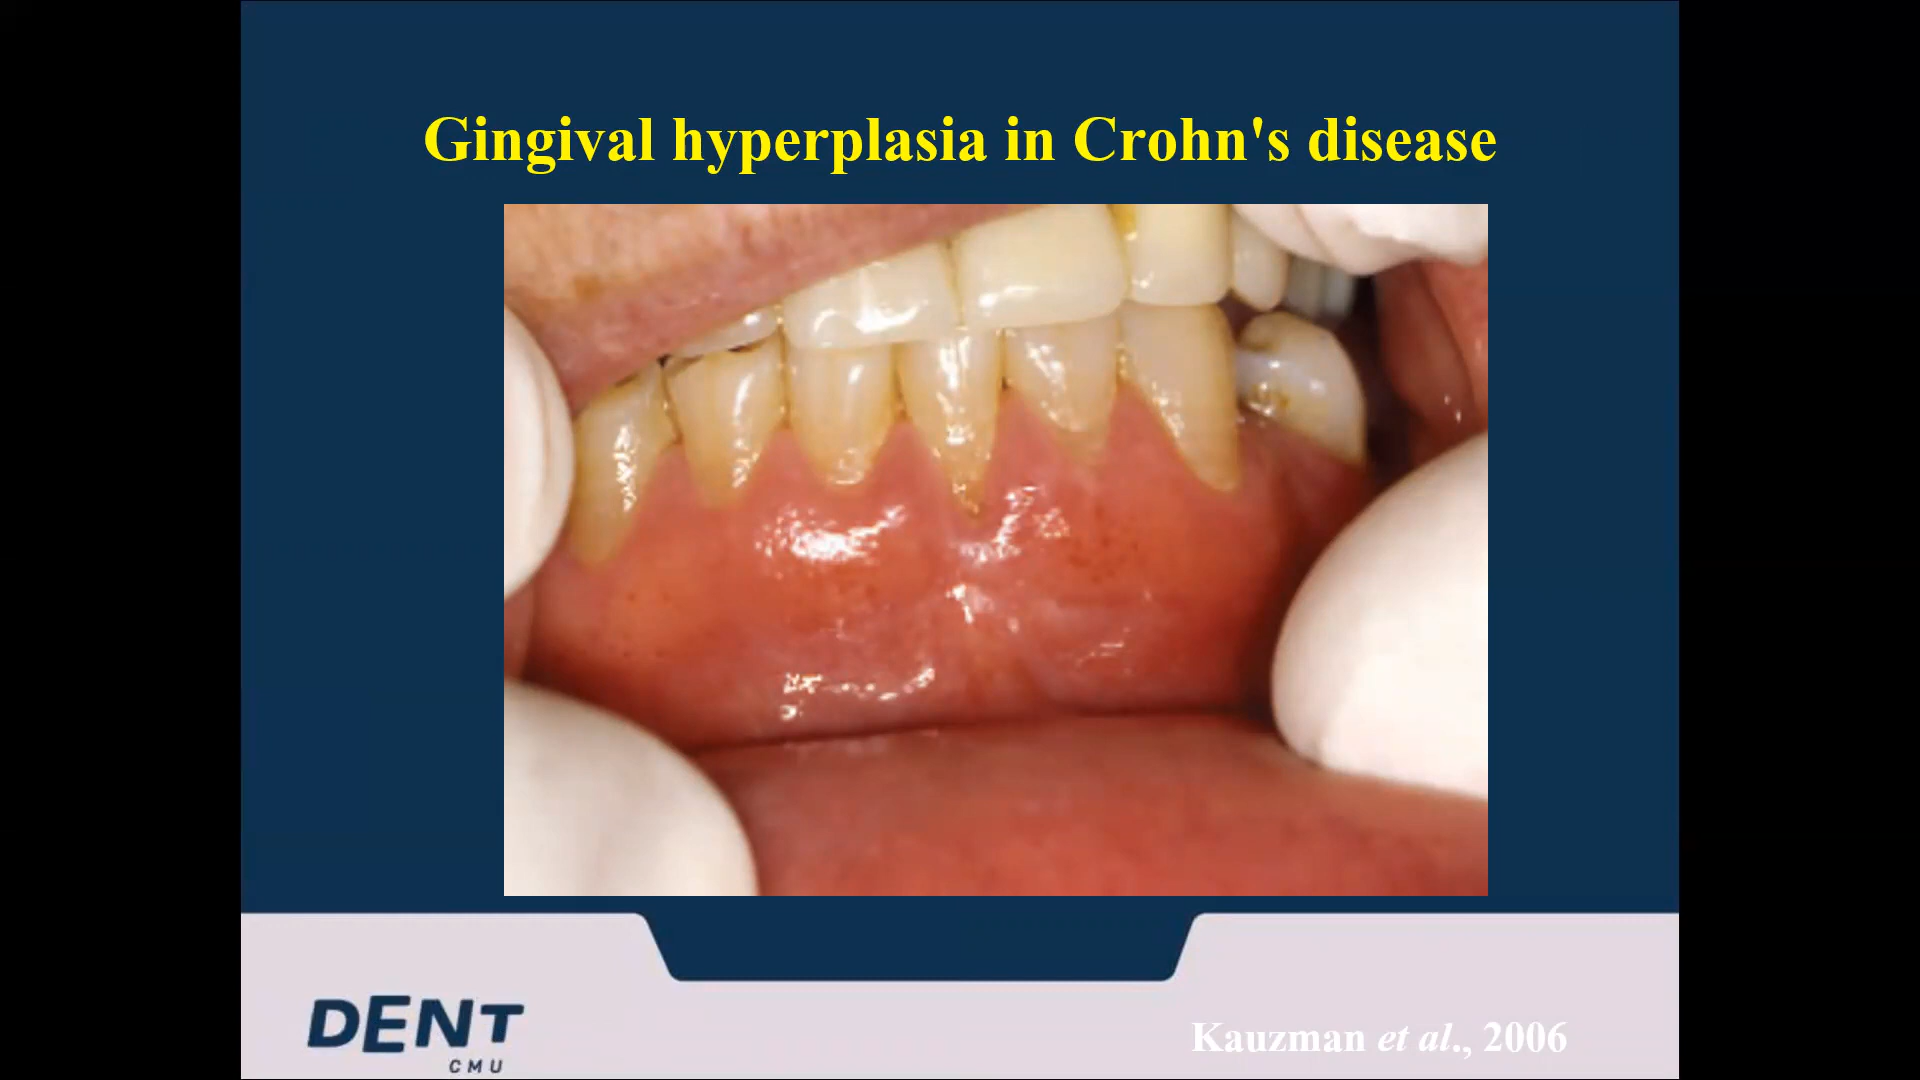 Gingival hyperplasia in Crohn's disease
DENT
CMU
Kauzman et al., 2006